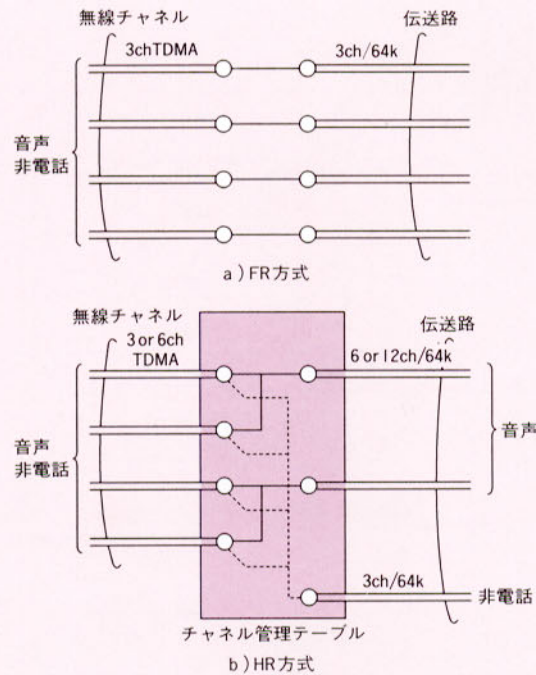 無線チャネル
伝送路
3chTDMA
3ch/64k
音声
非電話
a)FR方式
無線チャネル
伝送路
3 or 6ch
TDMA
6 or 12ch/64k
音声
音声
非電話
3ch/64k
非電話
チャネル管理テーブル
b)HR方式